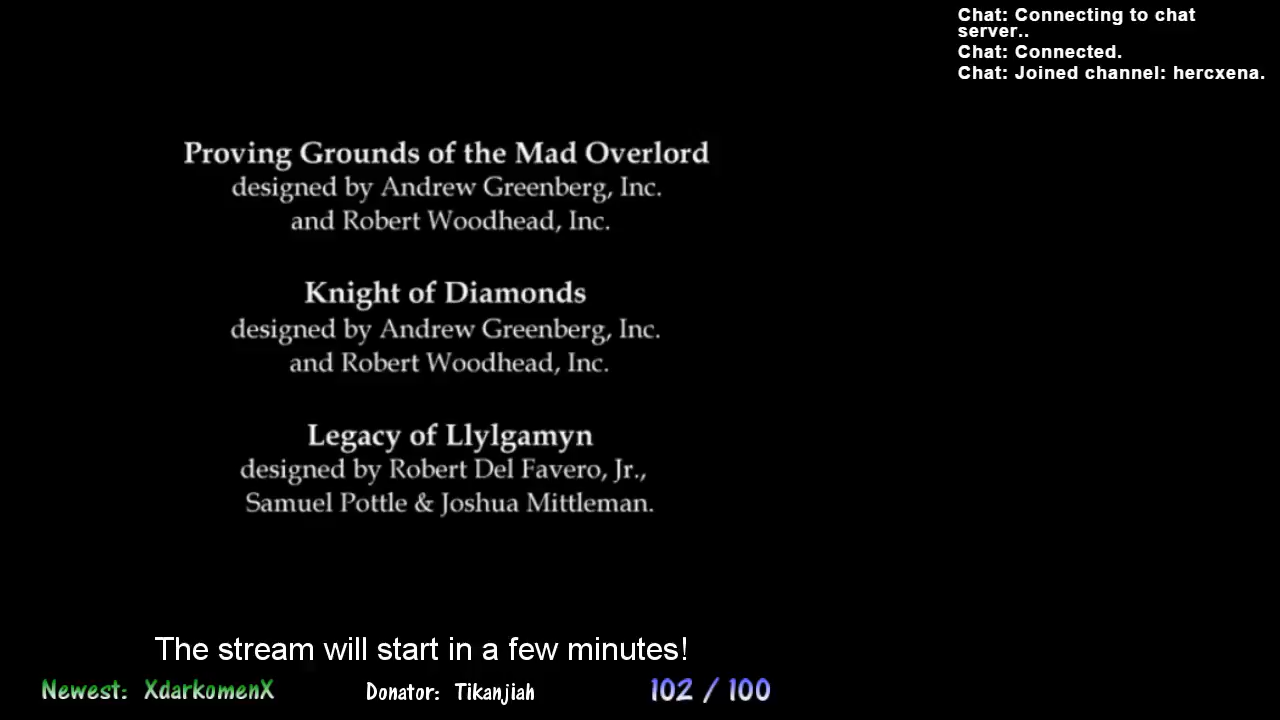 Chat: Connecting to chat
server..
Chat: Connected.
Chat: Joined channel: hercxena.
Proving Grounds of the Mad Overlord
designed by Andrew Greenberg, Inc.
and Robert Woodhead, Inc.
Knight of Diamonds
designed by Andrew Greenberg, Inc.
and Robert Woodhead, Inc.
Legacy of Llylgamyn
designed by Robert Del Favero, Jr.,
Samuel Pottle & Joshua Mittleman.
The stream will start in a few minutes!
Newest: XdarkomenX Donator: Tikanjiah 102 / 100